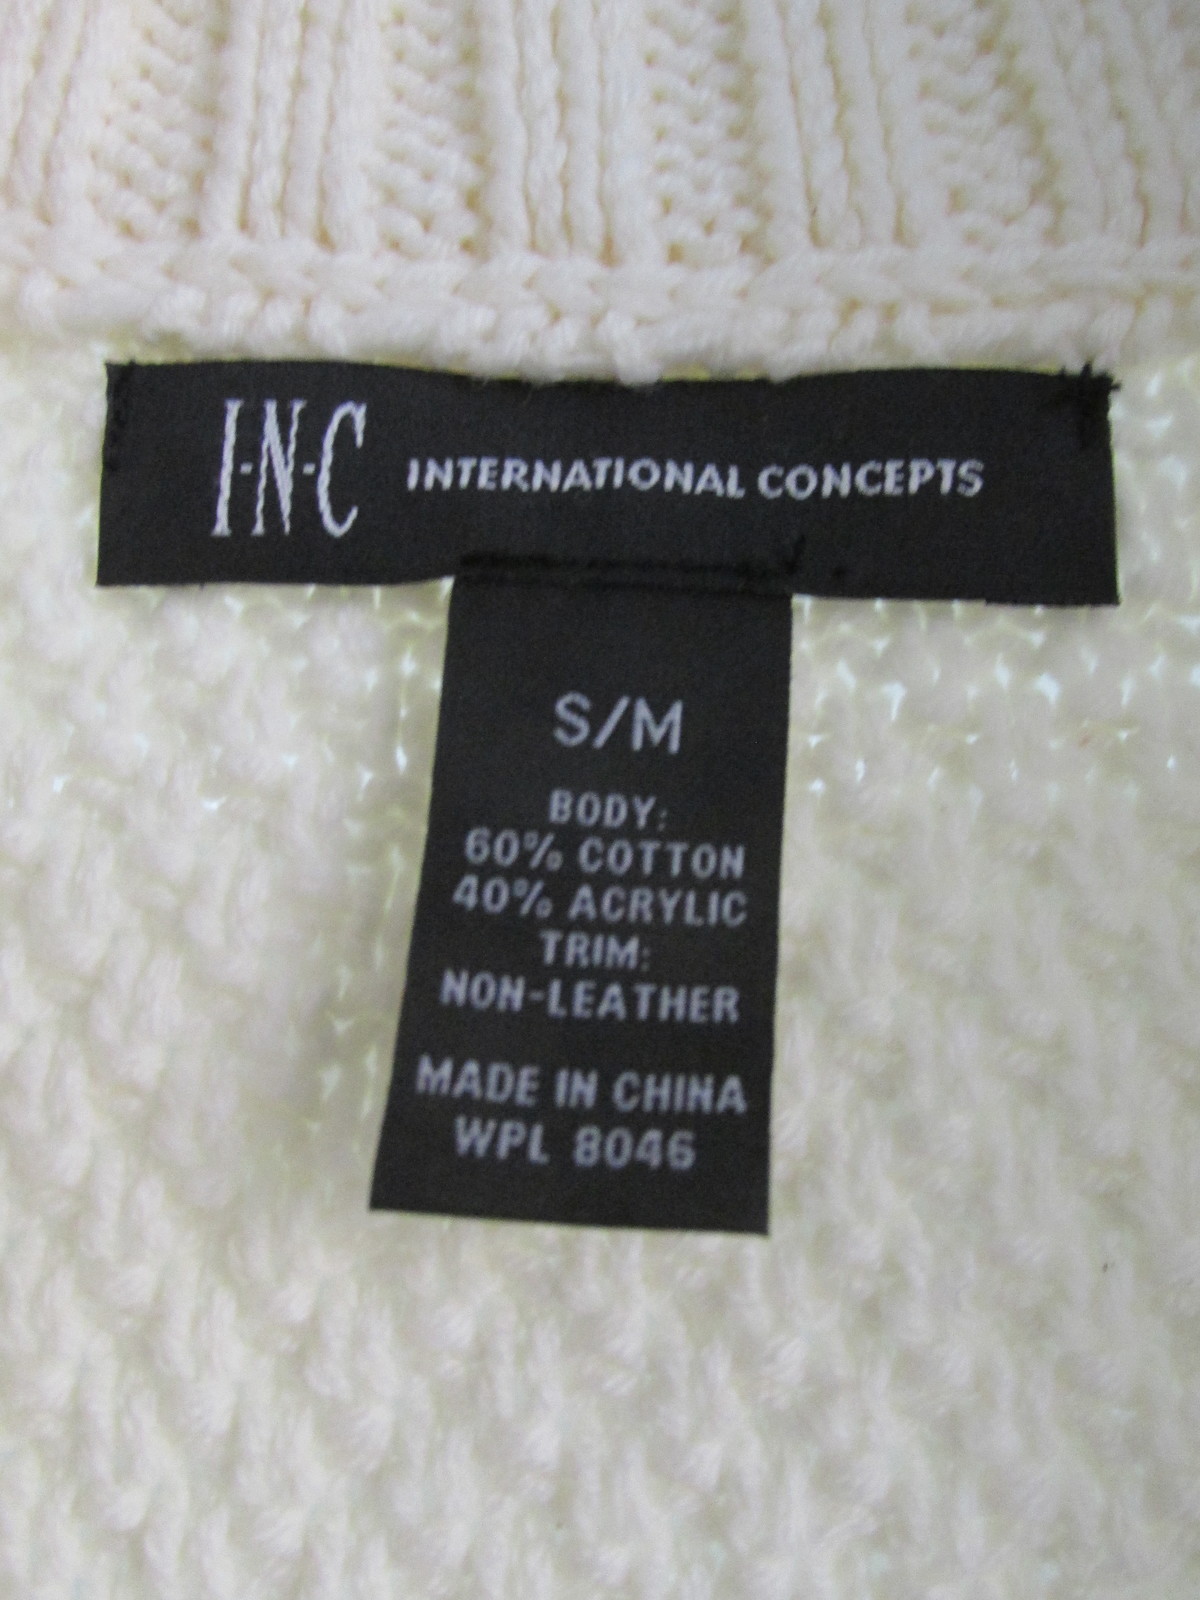 I·N·C INTERNATIONAL CONCEPTS
S/M
BODY:
60% COTTON
40% ACRYLIC
TRIM:
NON-LEATHER
MADE IN CHINA
WPL 8046